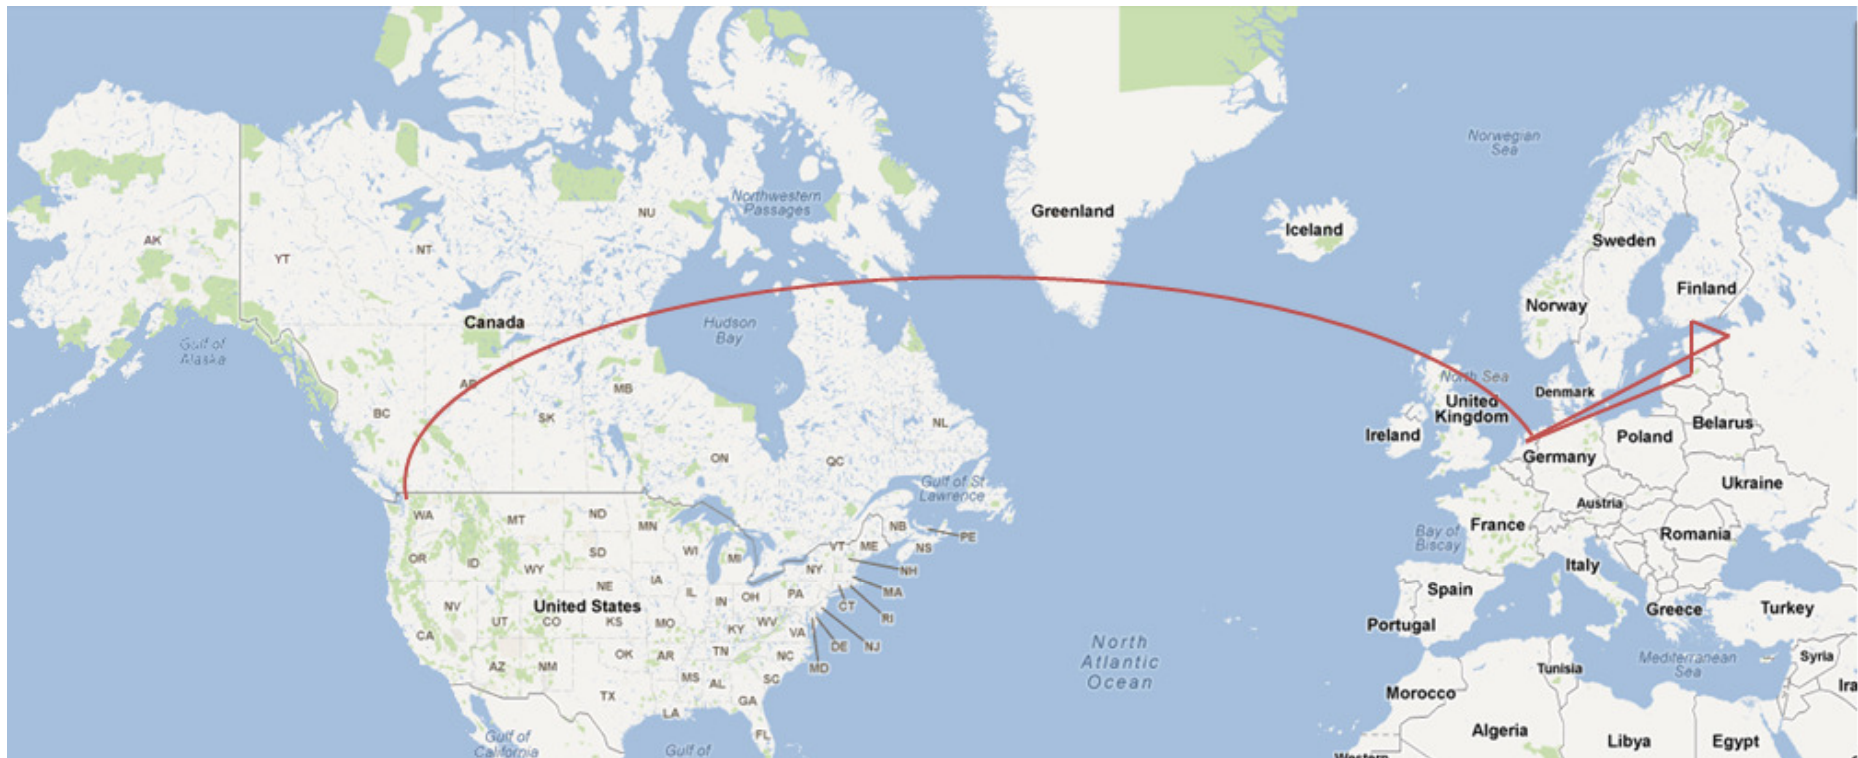 Norwegian
Sea
Northwestern
Passages
NU
Greenland
Iceland
AK
YT
NT
Sweden
Finland
Norway
Canada
Hudson
Bay
Gulf of
Alaska
North Sea
Denmark
United
Kingdom
AB
MB
BC
SK
NL
Ireland
Poland
Belarus
ON
QC
Germany
Gulf of St
Lawrence
Ukraine
Austria
WA
MT
ND
MN
NB
PE
France
Bay of
Biscay
Romania
OR
ID
WY
SD
WI
MI
VT
ME
NS
NH
NY
Italy
NV
UT
CO
NE
IA
IL
IN
OH
PA
MA
CT
RI
Spain
Greece
Turkey
United States
KS
MO
KY
WV
VA
DE
NJ
Portugal
CA
AZ
NM
OK
AR
TN
NC
MD
North
Atlantic
Ocean
Tunisia
Mediterranean
Sea
Syria
Ira
TX
MS
AL
SC
GA
LA
FL
Morocco
Algeria
Libya
Egypt
Gulf of
California
Gulf of
Western